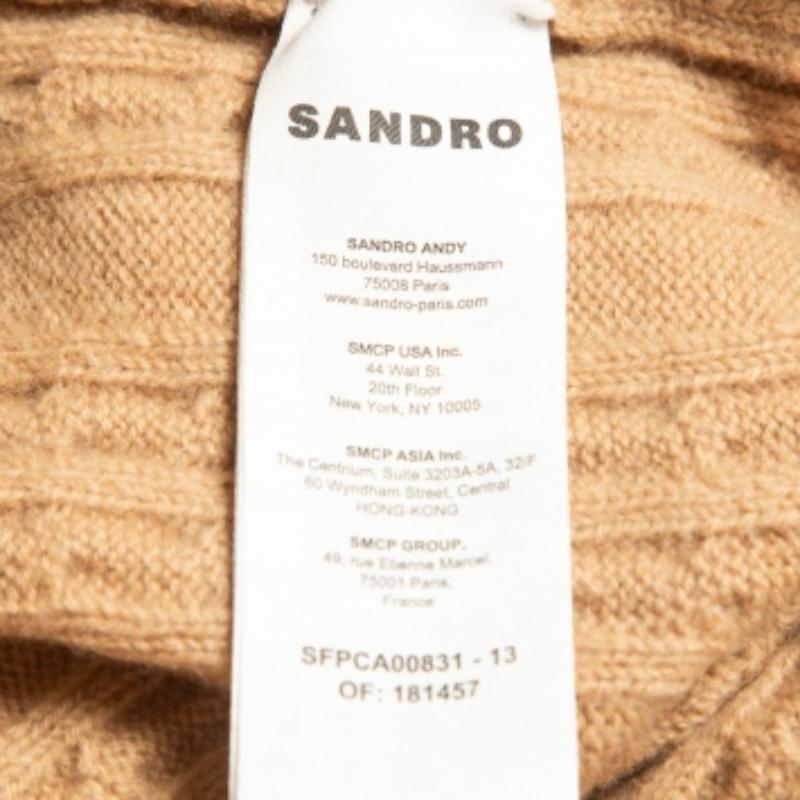 SANDRO
SANDRO ANDY
150 boulevard Haussmann
75008 Paris
www.sandro-paris.com
SMCP USA Inc.
44 Wall St.
20th Floor
New York, NY 10005
SMCP ASIA Inc.
The Centrium, Suite 3203A-5A, 32/F
60 Wyndham Street, Central
HONG-KONG
SMCP GROUP.
49, rue Etienne Marcel,
75001 Paris,
France
SFPCA00831 - 13
OF: 181457